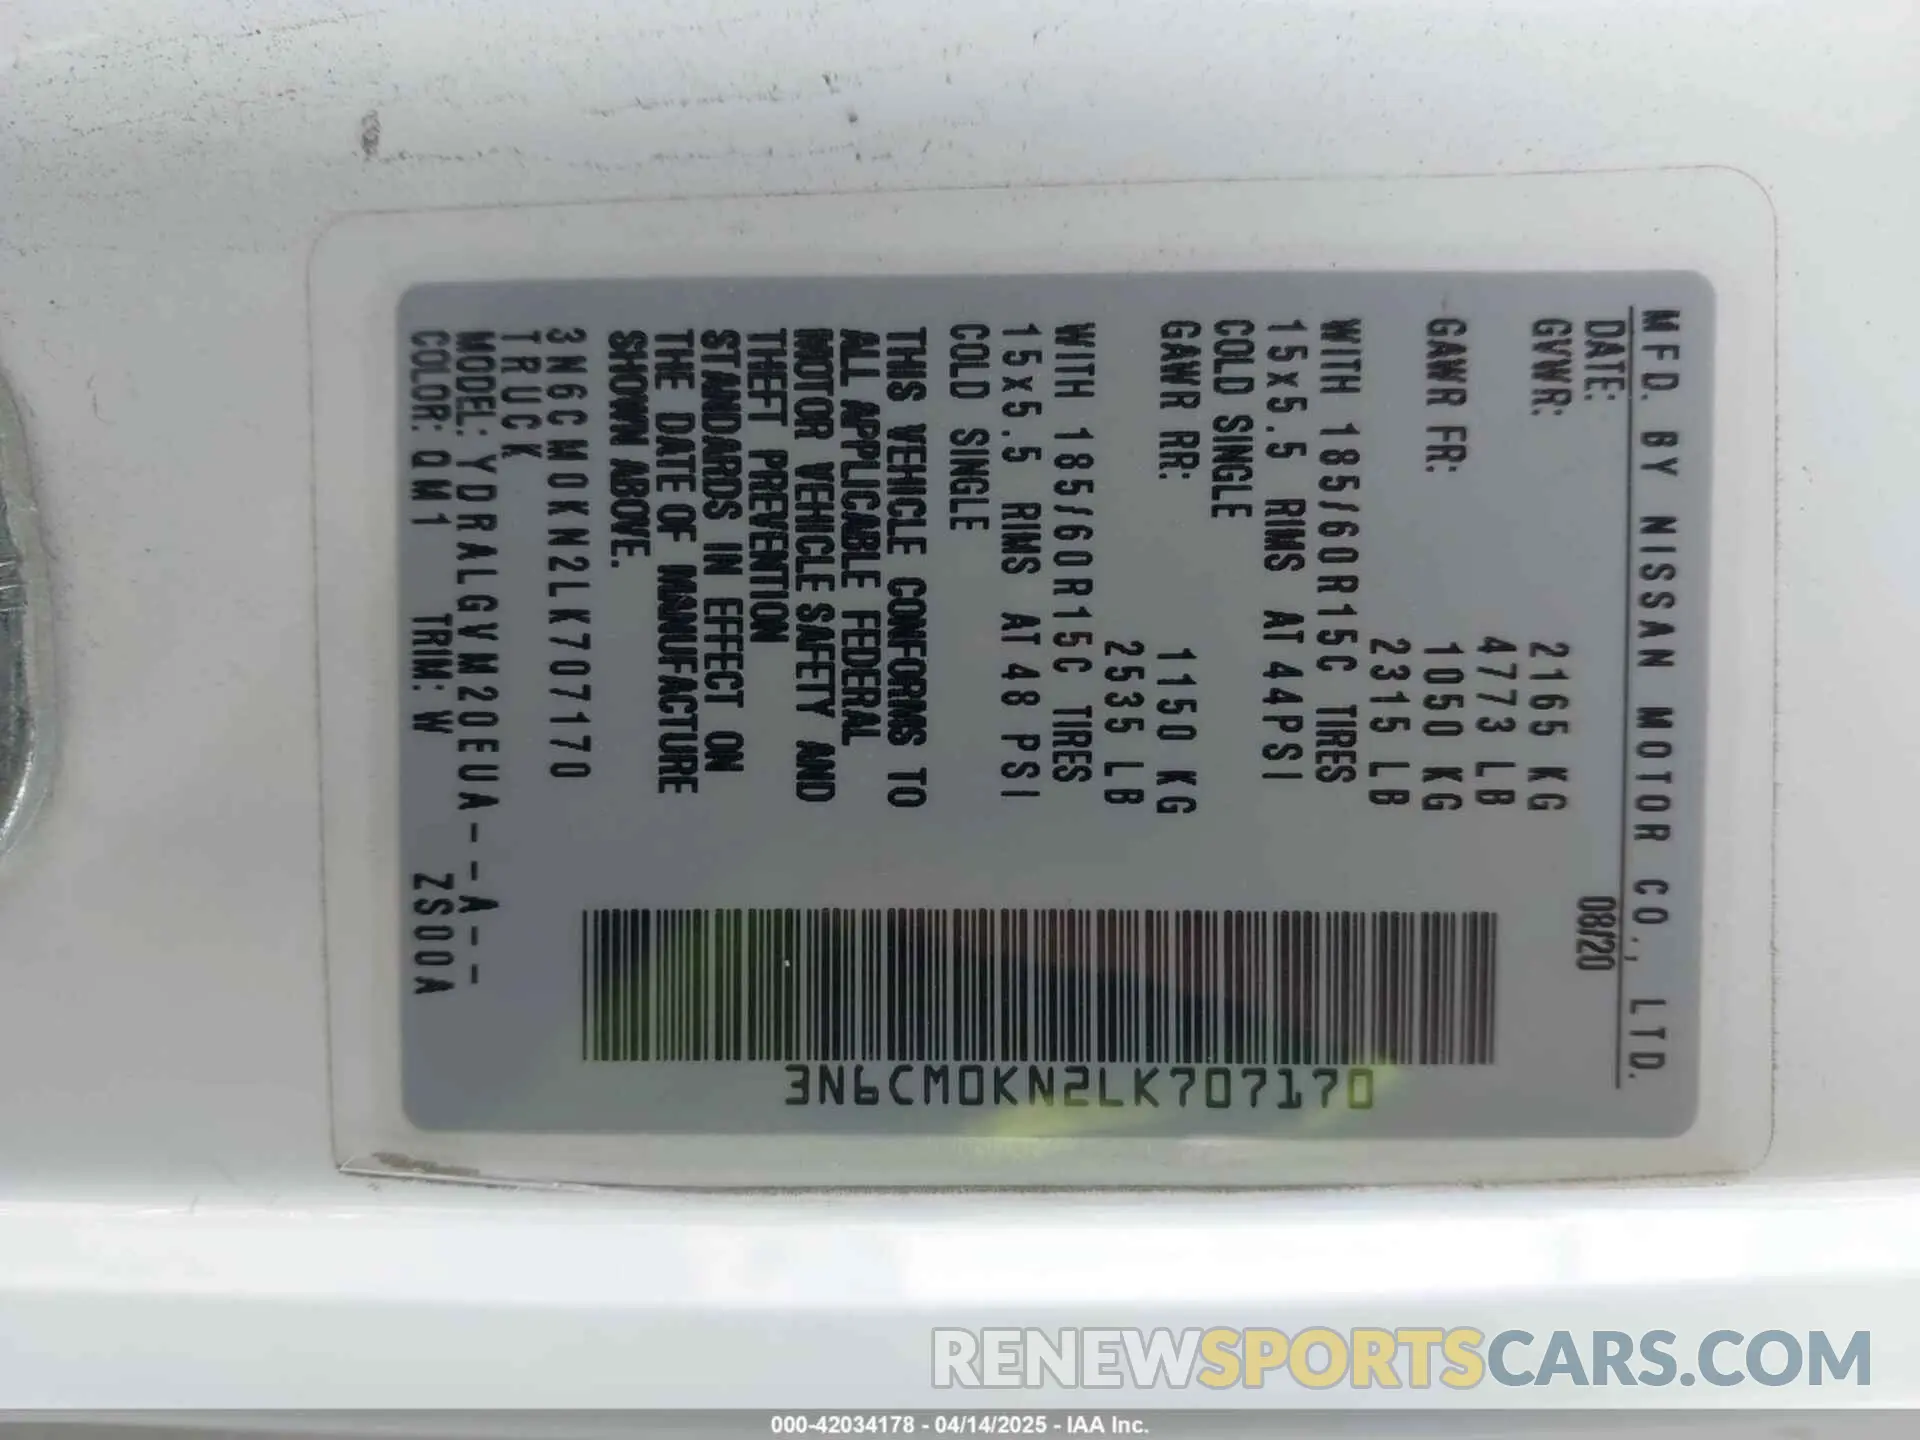 MFD. BY NISSAN MOTOR CO., LTD.
DATE: 08/20
GVWR: 2165 KG
4773 LB
GAWR FR: 1050 KG
2315 LB
WITH 185/60R15C TIRES
15x5.5 RIMS AT 44PSI
COLD SINGLE
GAWR RR: 1150 KG
2535 LB
WITH 185/60R15C TIRES
15x5.5 RIMS AT 48 PSI
COLD SINGLE
THIS VEHICLE CONFORMS TO
ALL APPLICABLE FEDERAL
MOTOR VEHICLE SAFETY AND
THEFT PREVENTION
STANDARDS IN EFFECT ON
THE DATE OF MANUFACTURE
SHOWN ABOVE.
3N6CM0KN2LK707170
TRUCK
MODEL: YDRALGVM20EUA--A--
COLOR: QM1 TRIM: W ZS00A
3N6CM0KN2LK707170
RENEWSPORTSCARS.COM
000-42034178 - 04/14/2025 - IAA Inc.